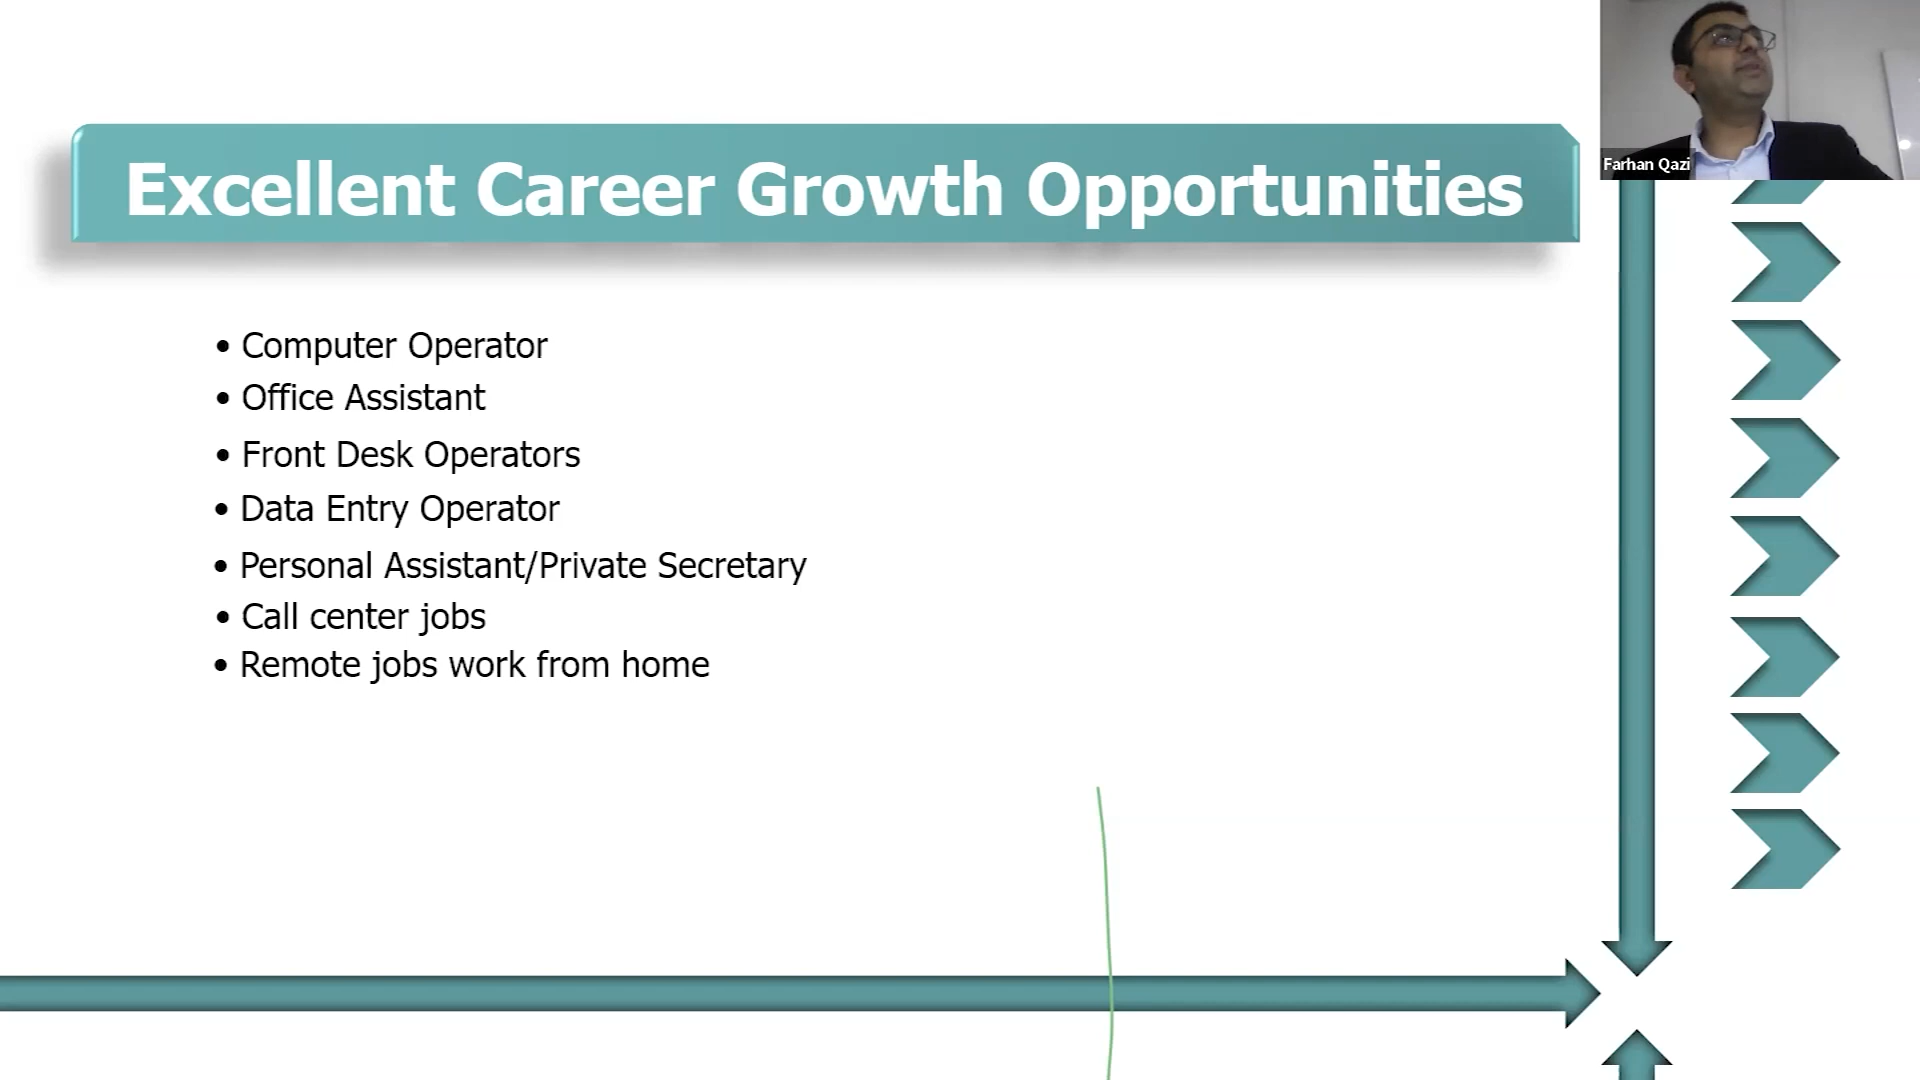 Excellent Career Growth Opportunities
Farhan Qazi
• Computer Operator
• Office Assistant
• Front Desk Operators
• Data Entry Operator
• Personal Assistant/Private Secretary
• Call center jobs
• Remote jobs work from home